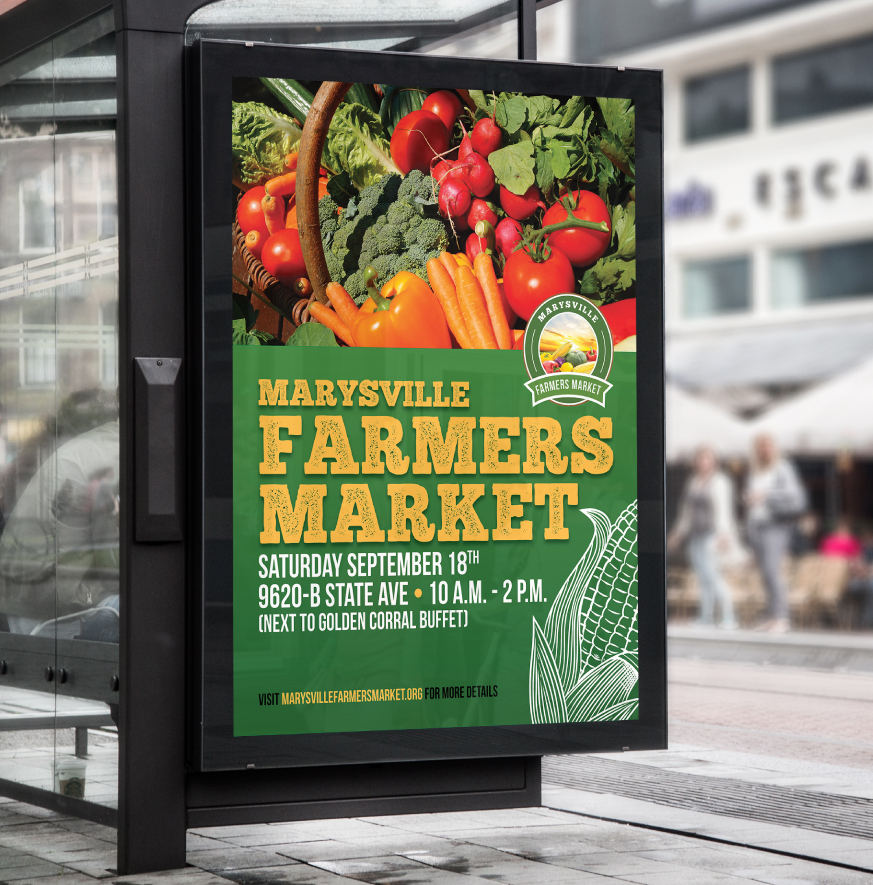 ESCA
MARYSVILLE
FARMERS MARKET
MARYSVILLE
FARMERS
MARKET
SATURDAY SEPTEMBER 18TH
9620-B STATE AVE • 10 A.M. - 2 P.M.
(NEXT TO GOLDEN CORRAL BUFFET)
VISIT MARYSVILLEFARMERSMARKET.ORG FOR MORE DETAILS